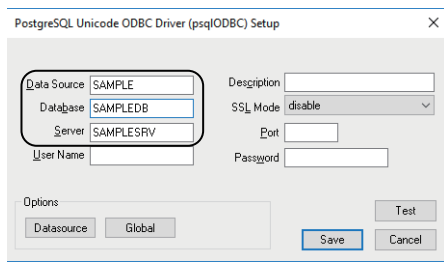 PostgreSQL Unicode ODBC Driver (psqlODBC) Setup
Data Source SAMPLE Description
Database SAMPLEDB SSL Mode disable
Server SAMPLESRV Port
User Name Password
Options
Datasource Global Test
Save Cancel